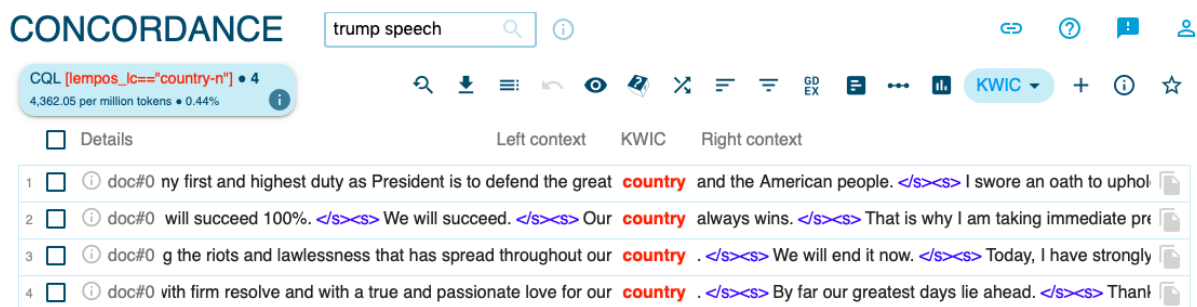 CONCORDANCE trump speech
CQL [lempos_lc=="country-n"] • 4
4,362.05 per million tokens • 0.44%
GD EX KWIC
Details Left context KWIC Right context
1 doc#0 ny first and highest duty as President is to defend the great country and the American people. </s><s> I swore an oath to uphol
2 doc#0 will succeed 100%. </s><s> We will succeed. </s><s> Our country always wins. </s><s> That is why I am taking immediate pre
3 doc#0 g the riots and lawlessness that has spread throughout our country . </s><s> We will end it now. </s><s> Today, I have strongly
4 doc#0 with firm resolve and with a true and passionate love for our country . </s><s> By far our greatest days lie ahead. </s><s> Thank